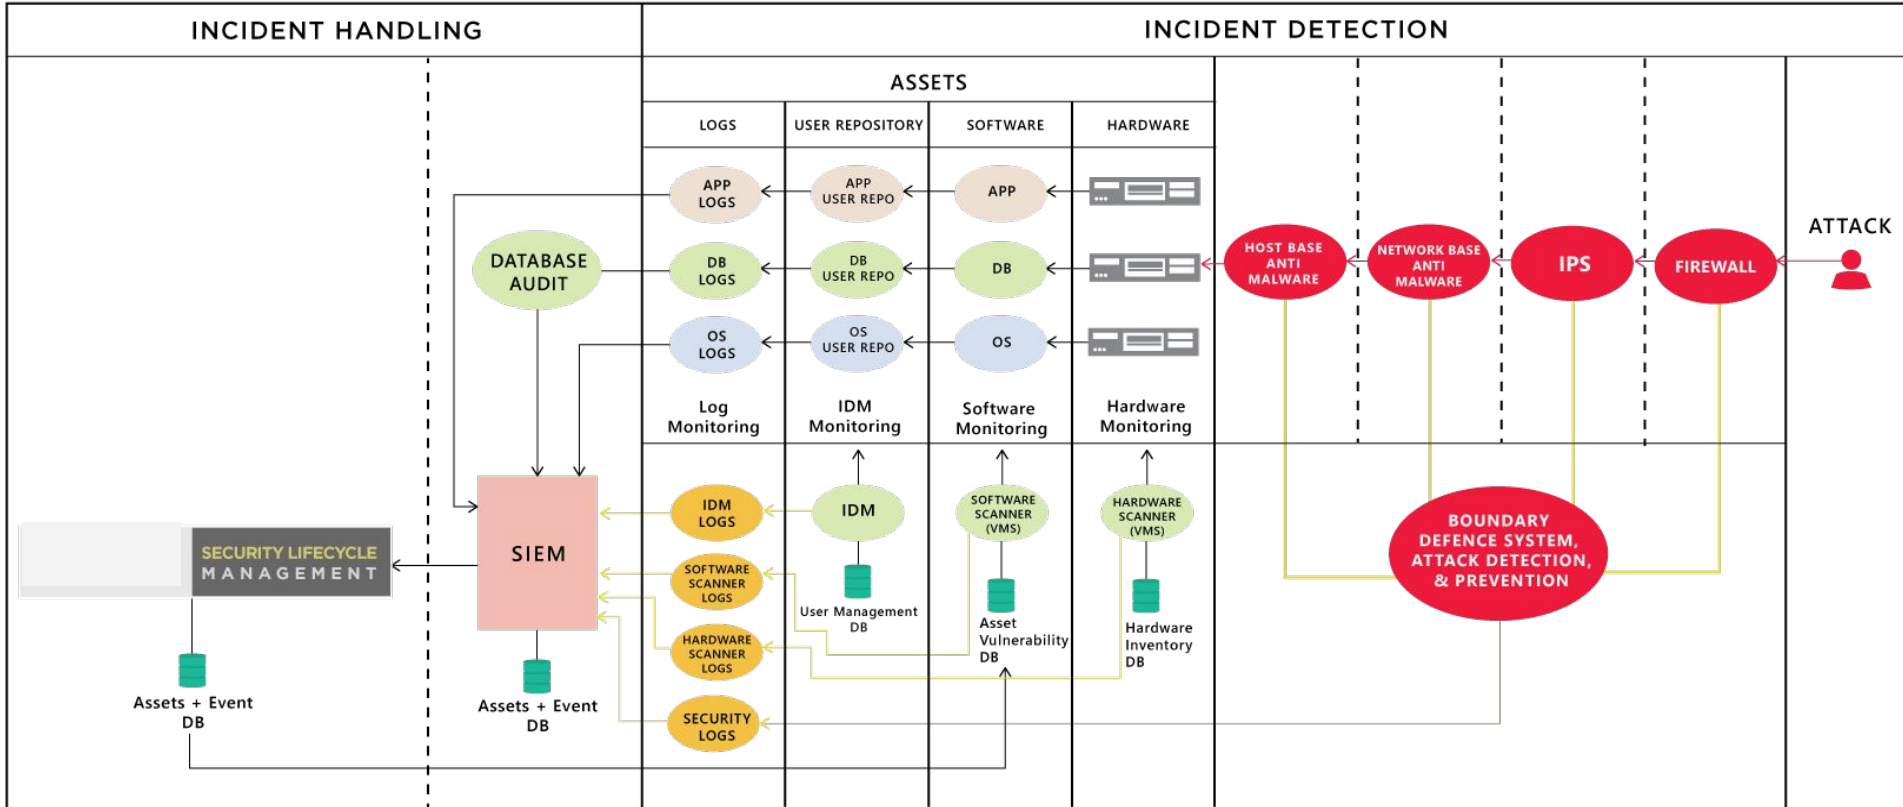 INCIDENT HANDLING
INCIDENT DETECTION
ASSETS
LOGS
USER REPOSITORY
SOFTWARE
HARDWARE
APP
LOGS
APP
USER REPO
APP
DATABASE
AUDIT
DB
LOGS
DB
USER REPO
DB
HOST BASE
ANTI
MALWARE
NETWORK BASE
ANTI
MALWARE
IPS
FIREWALL
ATTACK
OS
LOGS
OS
USER REPO
OS
Log
Monitoring
IDM
Monitoring
Software
Monitoring
Hardware
Monitoring
SECURITY LIFECYCLE
MANAGEMENT
SIEM
IDM
LOGS
IDM
SOFTWARE
SCANNER
(VMS)
HARDWARE
SCANNER
(VMS)
BOUNDARY
DEFENCE SYSTEM,
ATTACK DETECTION,
& PREVENTION
SOFTWARE
SCANNER
LOGS
User Management
DB
Asset
Vulnerability
DB
Hardware
Inventory
DB
HARDWARE
SCANNER
LOGS
Assets + Event
DB
Assets + Event
DB
SECURITY
LOGS